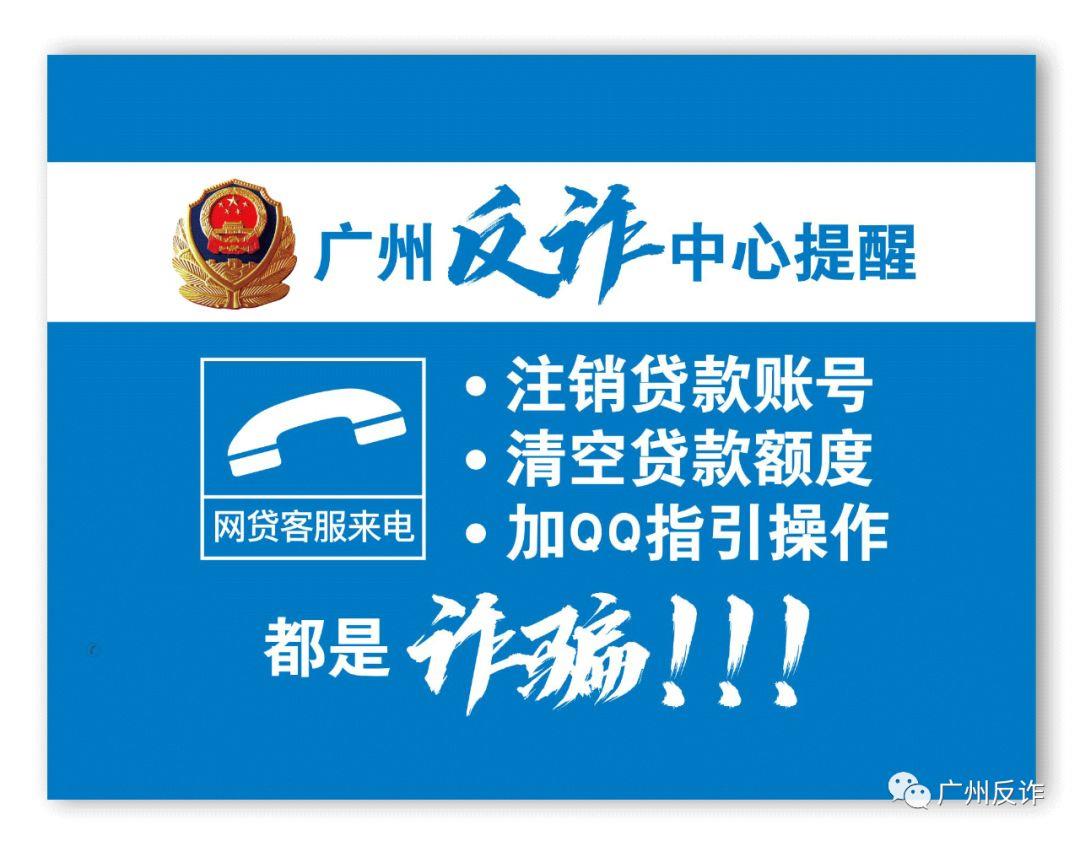 广州反诈中心提醒
网贷客服来电
• 注销贷款账号
• 清空贷款额度
• 加QQ指引操作
都是诈骗!!!
广州反诈